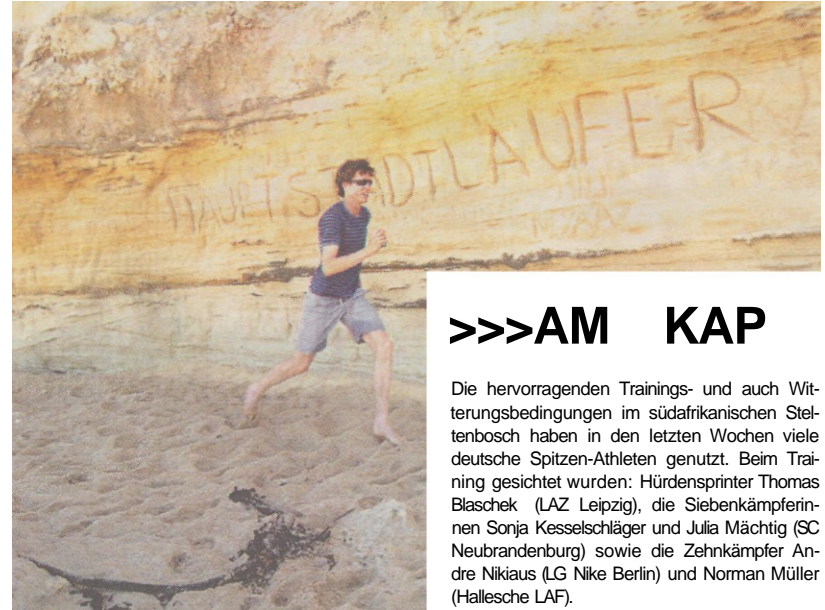 HAUPTSTADTLÄUFER
>>>AM KAP
Die hervorragenden Trainings- und auch Wit-
terungsbedingungen im südafrikanischen Stel-
tenbosch haben in den letzten Wochen viele
deutsche Spitzen-Athleten genutzt. Beim Trai-
ning gesichtet wurden: Hürdensprinter Thomas
Blaschek (LAZ Leipzig), die Siebenkämpferin-
nen Sonja Kesselschläger und Julia Mächtig (SC
Neubrandenburg) sowie die Zehnkämpfer An-
dre Nikiaus (LG Nike Berlin) und Norman Müller
(Hallesche LAF).